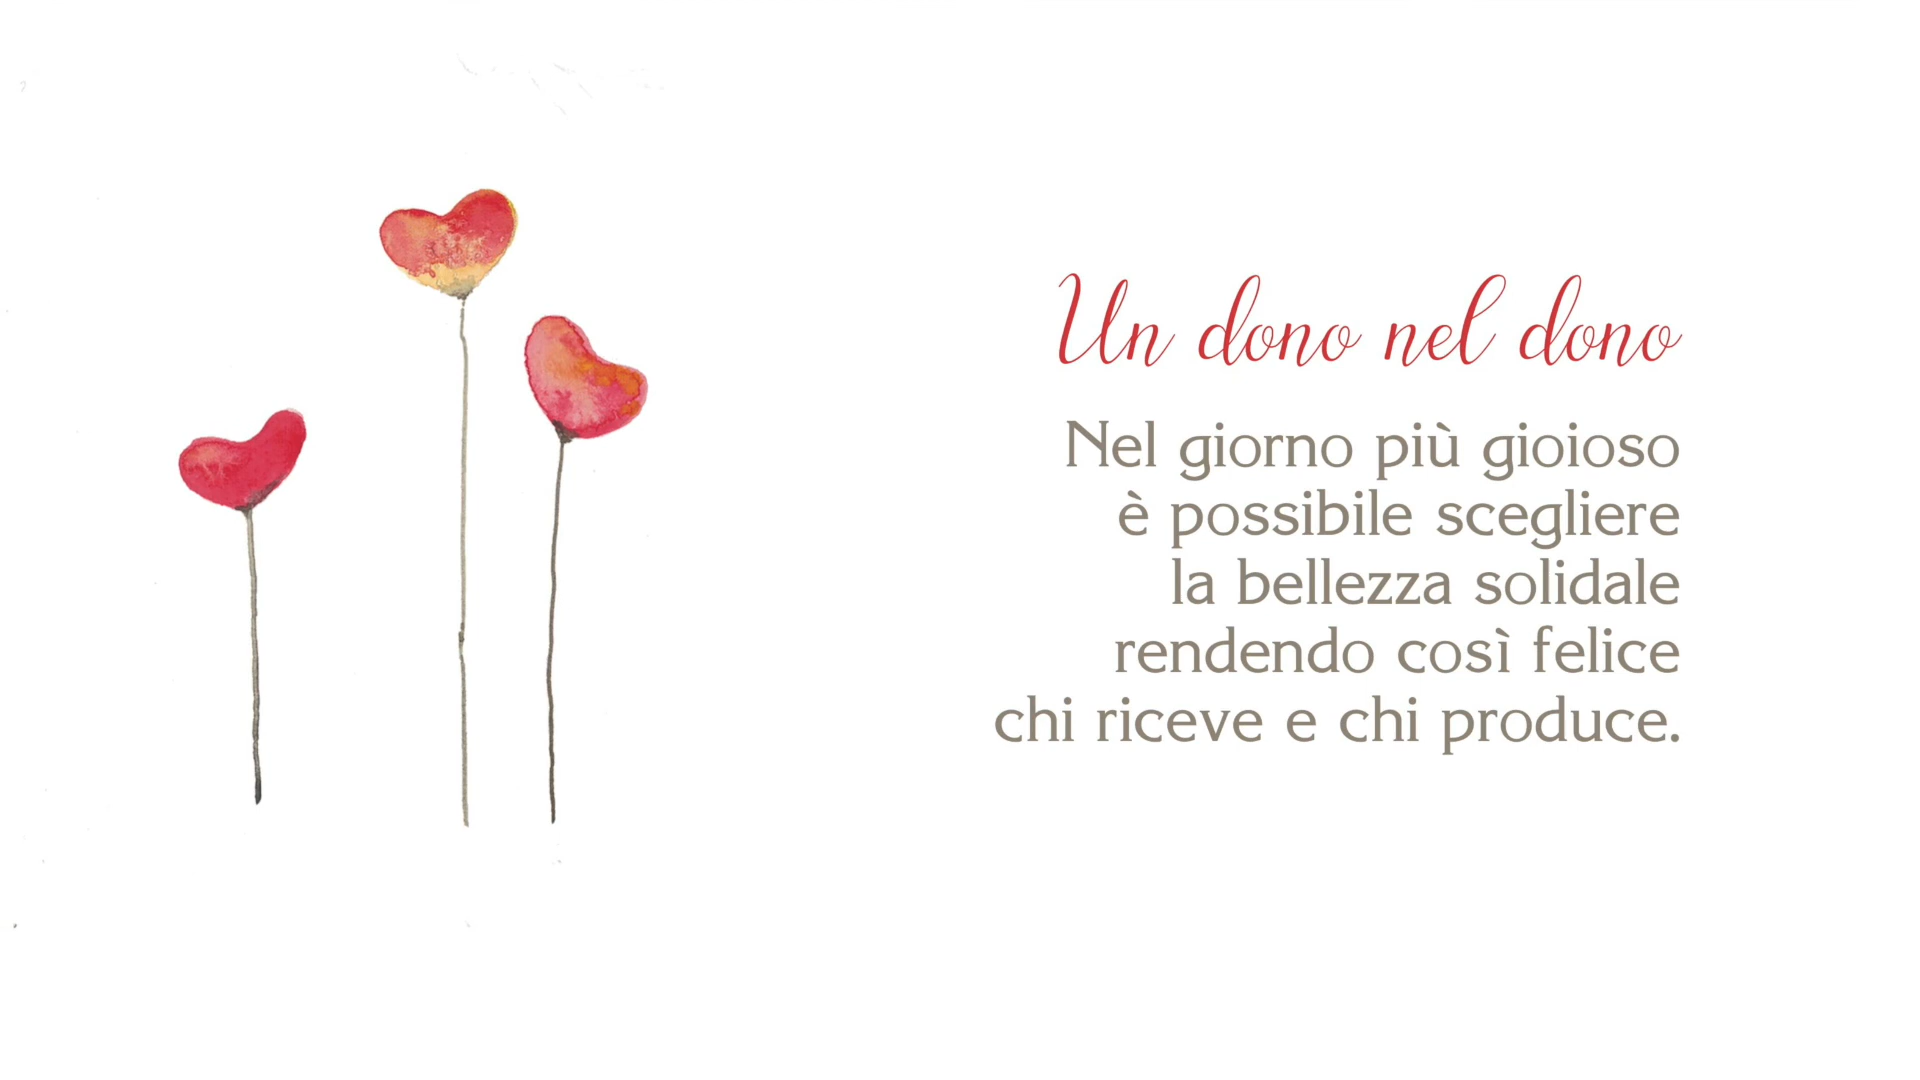 Un dono nel dono
Nel giorno più gioioso
è possibile scegliere
la bellezza solidale
rendendo così felice
chi riceve e chi produce.